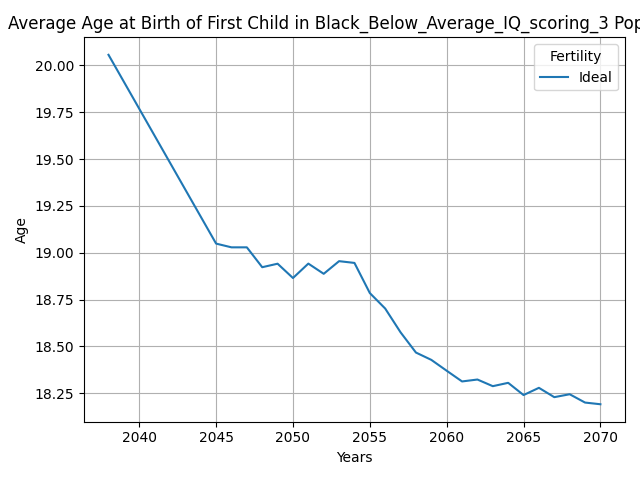 Average Age at Birth of First Child in Black_Below_Average_IQ_scoring_3 Pop
Fertility
Ideal
20.00
19.75
19.50
19.25
19.00
18.75
18.50
18.25
Age
2040 2045 2050 2055 2060 2065 2070
Years